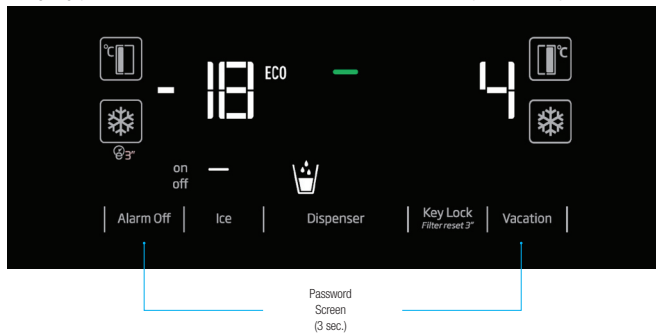 °C
°C
- 18 ECO
4
3"
on
off
Alarm Off
Ice
Dispenser
Key Lock
Filter reset 3"
Vacation
Password
Screen
(3 sec.)